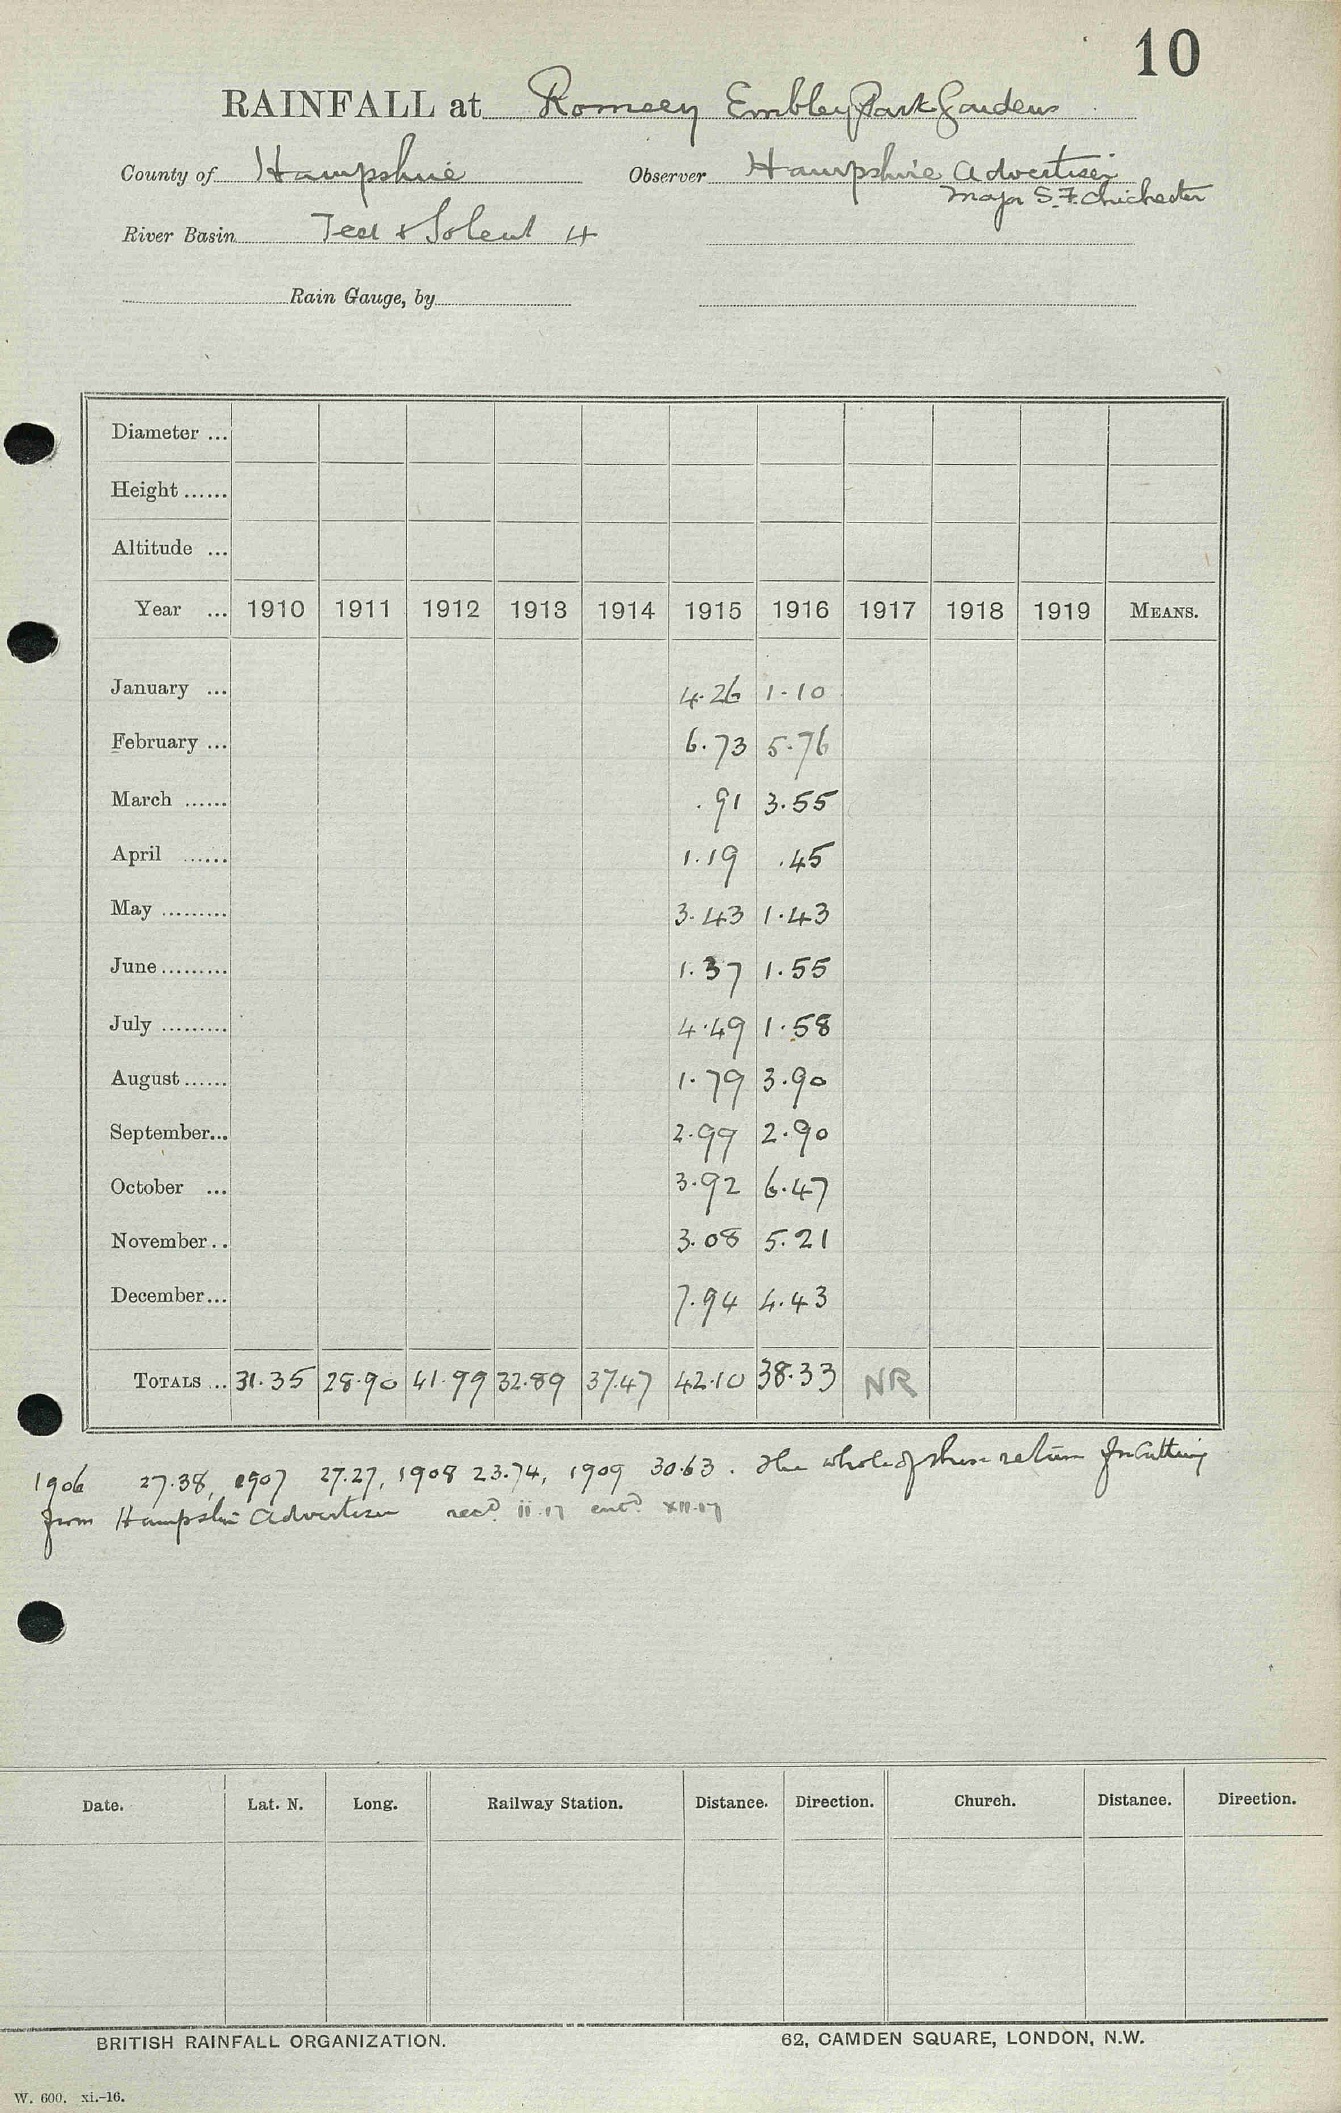 10
RAINFALL at Romsey Embley Park Gardens
County of Hampshire Observer Hampshire Advertiser
Major S. F. Chichester
River Basin Test & Solent 4
Rain Gauge, by
Diameter ...
Height ......
Altitude ...
Year ... 1910 1911 1912 1913 1914 1915 1916 1917 1918 1919 MEANS.
January ... 4.26 1.10
February ... 6.73 5.76
March ...... .91 3.55
April ...... 1.19 .45
May ......... 3.43 1.43
June ......... 1.37 1.55
July ......... 4.49 1.58
August ...... 1.79 3.90
September... 2.99 2.90
October ... 3.92 6.47
November.. 3.08 5.21
December... 7.94 4.43
TOTALS ... 31.35 28.90 41.99 32.89 37.47 42.10 38.33 NR
1906 27.38, 1907 27.27, 1908 23.74, 1909 30.63. The whole of these return fr Cutting
from Hampshire Advertiser recd. ii.17 entd. XII.17
Date. Lat. N. Long. Railway Station. Distance. Direction. Church. Distance. Direction.
BRITISH RAINFALL ORGANIZATION. 62, CAMDEN SQUARE, LONDON, N.W.
W. 600. xi.-16.